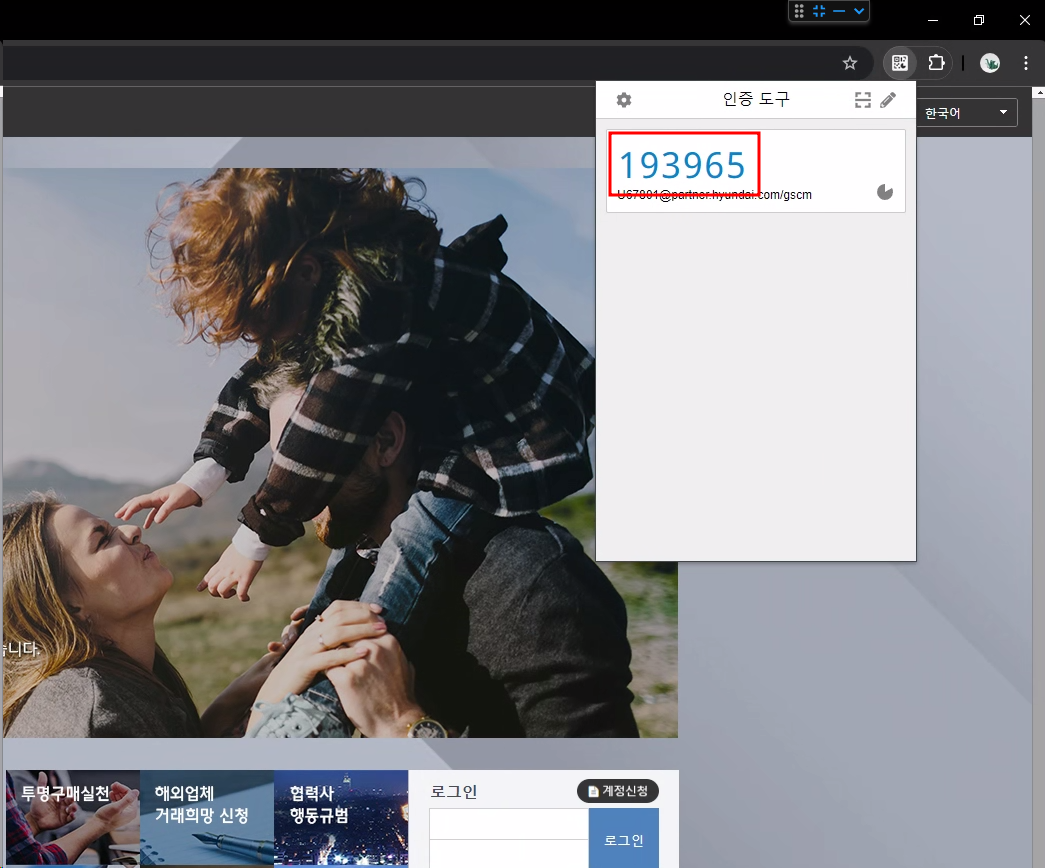 인증 도구
한국어
193965
U67801@partner.hyundai.com/gscm
습니다.
투명구매실천
해외업체
거래희망 신청
협력사
행동규범
로그인
계정신청
로그인